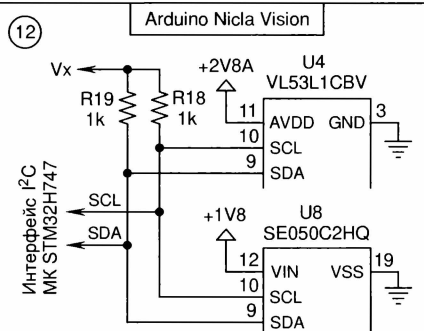 12
Arduino Nicla Vision
Vx
R19
1k
R18
1k
+2V8A
U4
VL53L1CBV
11
AVDD
GND
3
10
SCL
9
SDA
Интерфейс I²C
МК STM32H747
SCL
SDA
+1V8
U8
SE050C2HQ
12
VIN
VSS
19
10
SCL
9
SDA